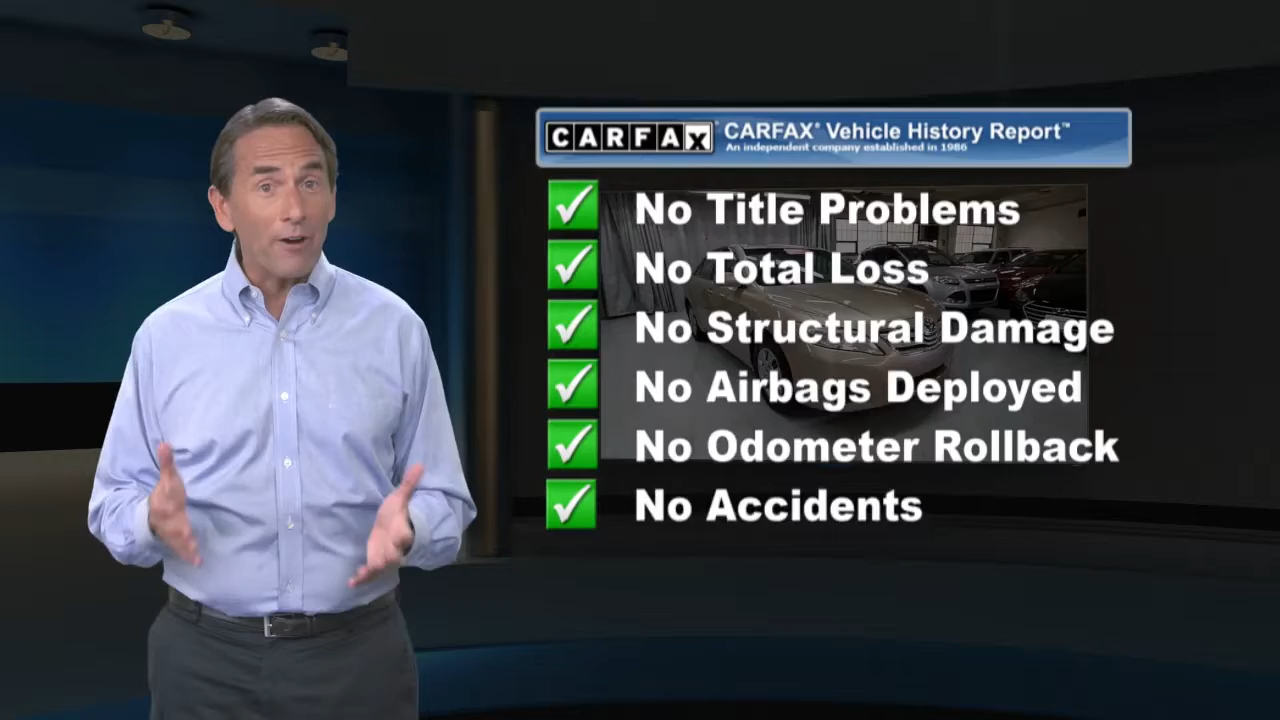 CARFAX® CARFAX® Vehicle History Report™
An independent company established in 1986
No Title Problems
No Total Loss
No Structural Damage
No Airbags Deployed
No Odometer Rollback
No Accidents